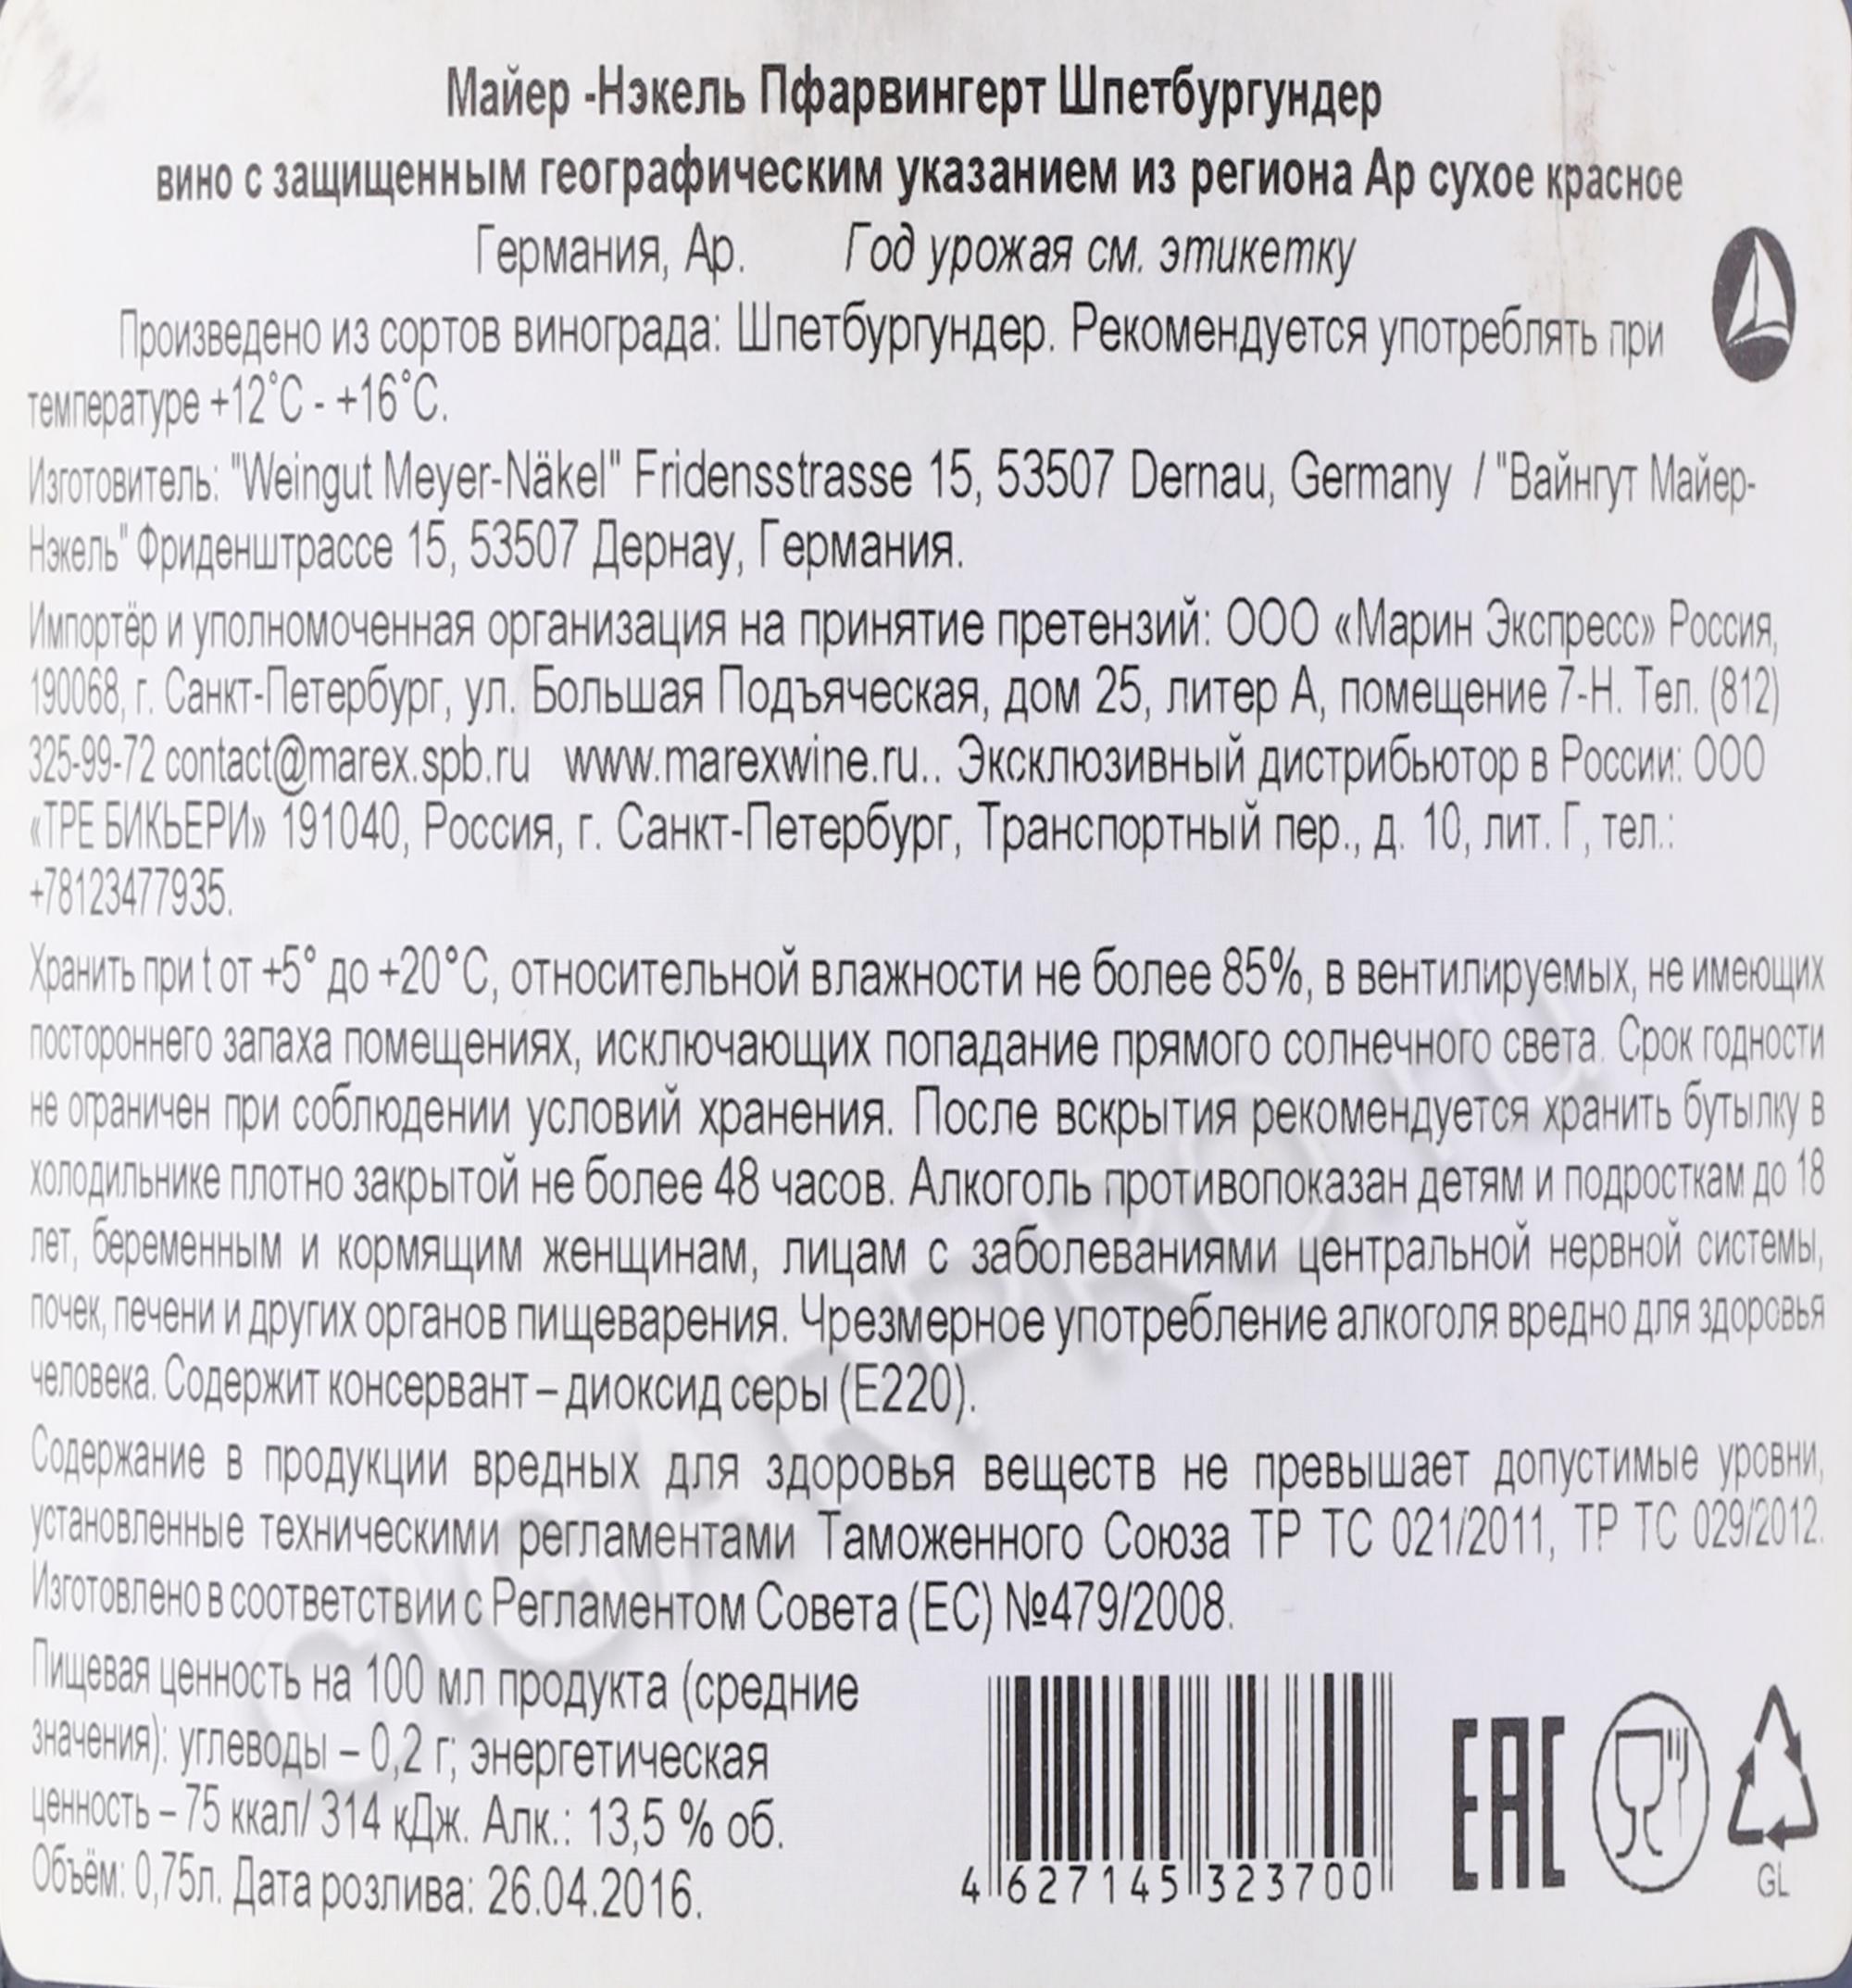 Майер -Нэкель Пфарвингерт Шпетбургундер
вино с защищенным географическим указанием из региона Ар сухое красное
Германия, Ар. Год урожая см. этикетку
Произведено из сортов винограда: Шпетбургундер. Рекомендуется употреблять при
температуре +12°С - +16°С.
Изготовитель: "Weingut Meyer-Näkel" Fridensstrasse 15, 53507 Dernau, Germany / "Вайнгут Майер-
Нэкель" Фриденштрассе 15, 53507 Дернау, Германия.
Импортёр и уполномоченная организация на принятие претензий: ООО «Марин Экспресс» Россия,
190068, г. Санкт-Петербург, ул. Большая Подъяческая, дом 25, литер А, помещение 7-Н. Тел. (812)
325-99-72 contact@marex.spb.ru www.marexwine.ru.. Эксклюзивный дистрибьютор в России: ООО
«ТРЕ БИКЬЕРИ» 191040, Россия, г. Санкт-Петербург, Транспортный пер., д. 10, лит. Г, тел.:
+78123477935.
Хранить при t от +5° до +20°С, относительной влажности не более 85%, в вентилируемых, не имеющих
постороннего запаха помещениях, исключающих попадание прямого солнечного света. Срок годности
не ограничен при соблюдении условий хранения. После вскрытия рекомендуется хранить бутылку в
холодильнике плотно закрытой не более 48 часов. Алкоголь противопоказан детям и подросткам до 18
лет, беременным и кормящим женщинам, лицам с заболеваниями центральной нервной системы,
почек, печени и других органов пищеварения. Чрезмерное употребление алкоголя вредно для здоровья
человека. Содержит консервант – диоксид серы (Е220).
Содержание в продукции вредных для здоровья веществ не превышает допустимые уровни,
установленные техническими регламентами Таможенного Союза ТР ТС 021/2011, ТР ТС 029/2012.
Изготовлено в соответствии с Регламентом Совета (ЕС) №479/2008.
Пищевая ценность на 100 мл продукта (средние
значения): углеводы – 0,2 г; энергетическая
ценность – 75 ккал/ 314 кДж. Алк.: 13,5 % об.
Объём: 0,75л. Дата розлива: 26.04.2016.
4 627145 323700
EAC
GL
CIGARPRO.ru